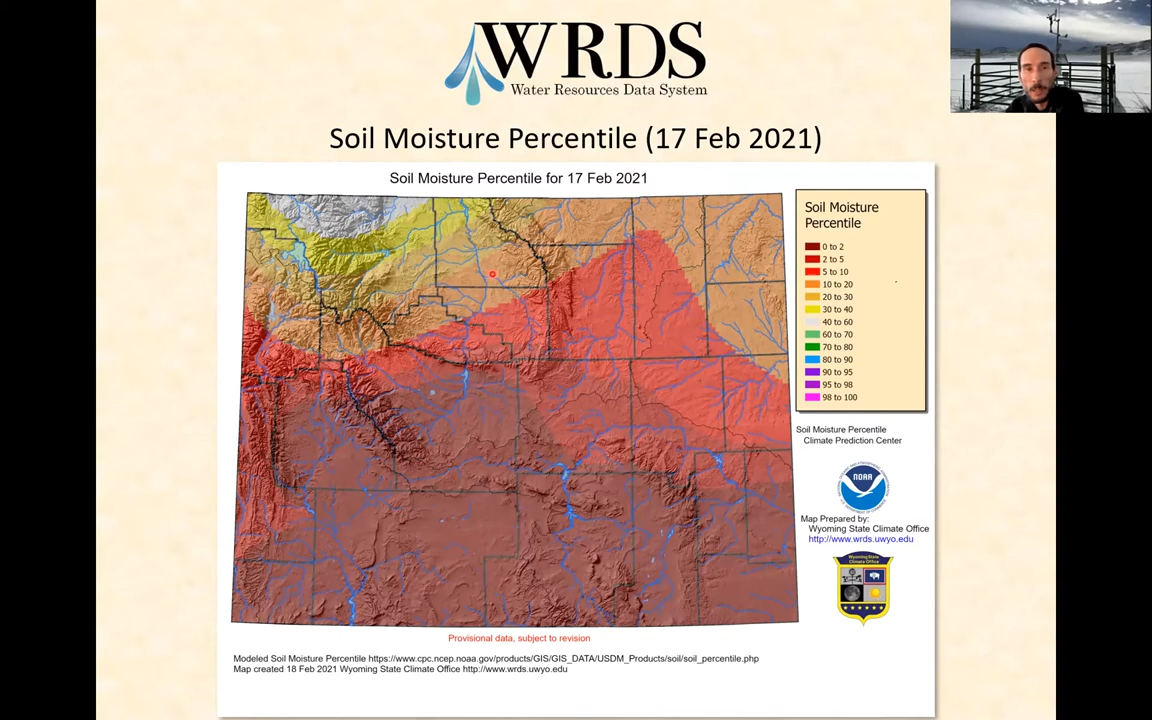 WRDS
Water Resources Data System
Soil Moisture Percentile (17 Feb 2021)
Soil Moisture Percentile for 17 Feb 2021
Soil Moisture
Percentile
0 to 2
2 to 5
5 to 10
10 to 20
20 to 30
30 to 40
40 to 60
60 to 70
70 to 80
80 to 90
90 to 95
95 to 98
98 to 100
Soil Moisture Percentile
Climate Prediction Center
NOAA
Map Prepared by:
Wyoming State Climate Office
http://www.wrds.uwyo.edu
Wyoming State
Climate Office
Provisional data, subject to revision
Modeled Soil Moisture Percentile https://www.cpc.ncep.noaa.gov/products/GIS/GIS_DATA/USDM_Products/soil/soil_percentile.php
Map created 18 Feb 2021 Wyoming State Climate Office http://www.wrds.uwyo.edu